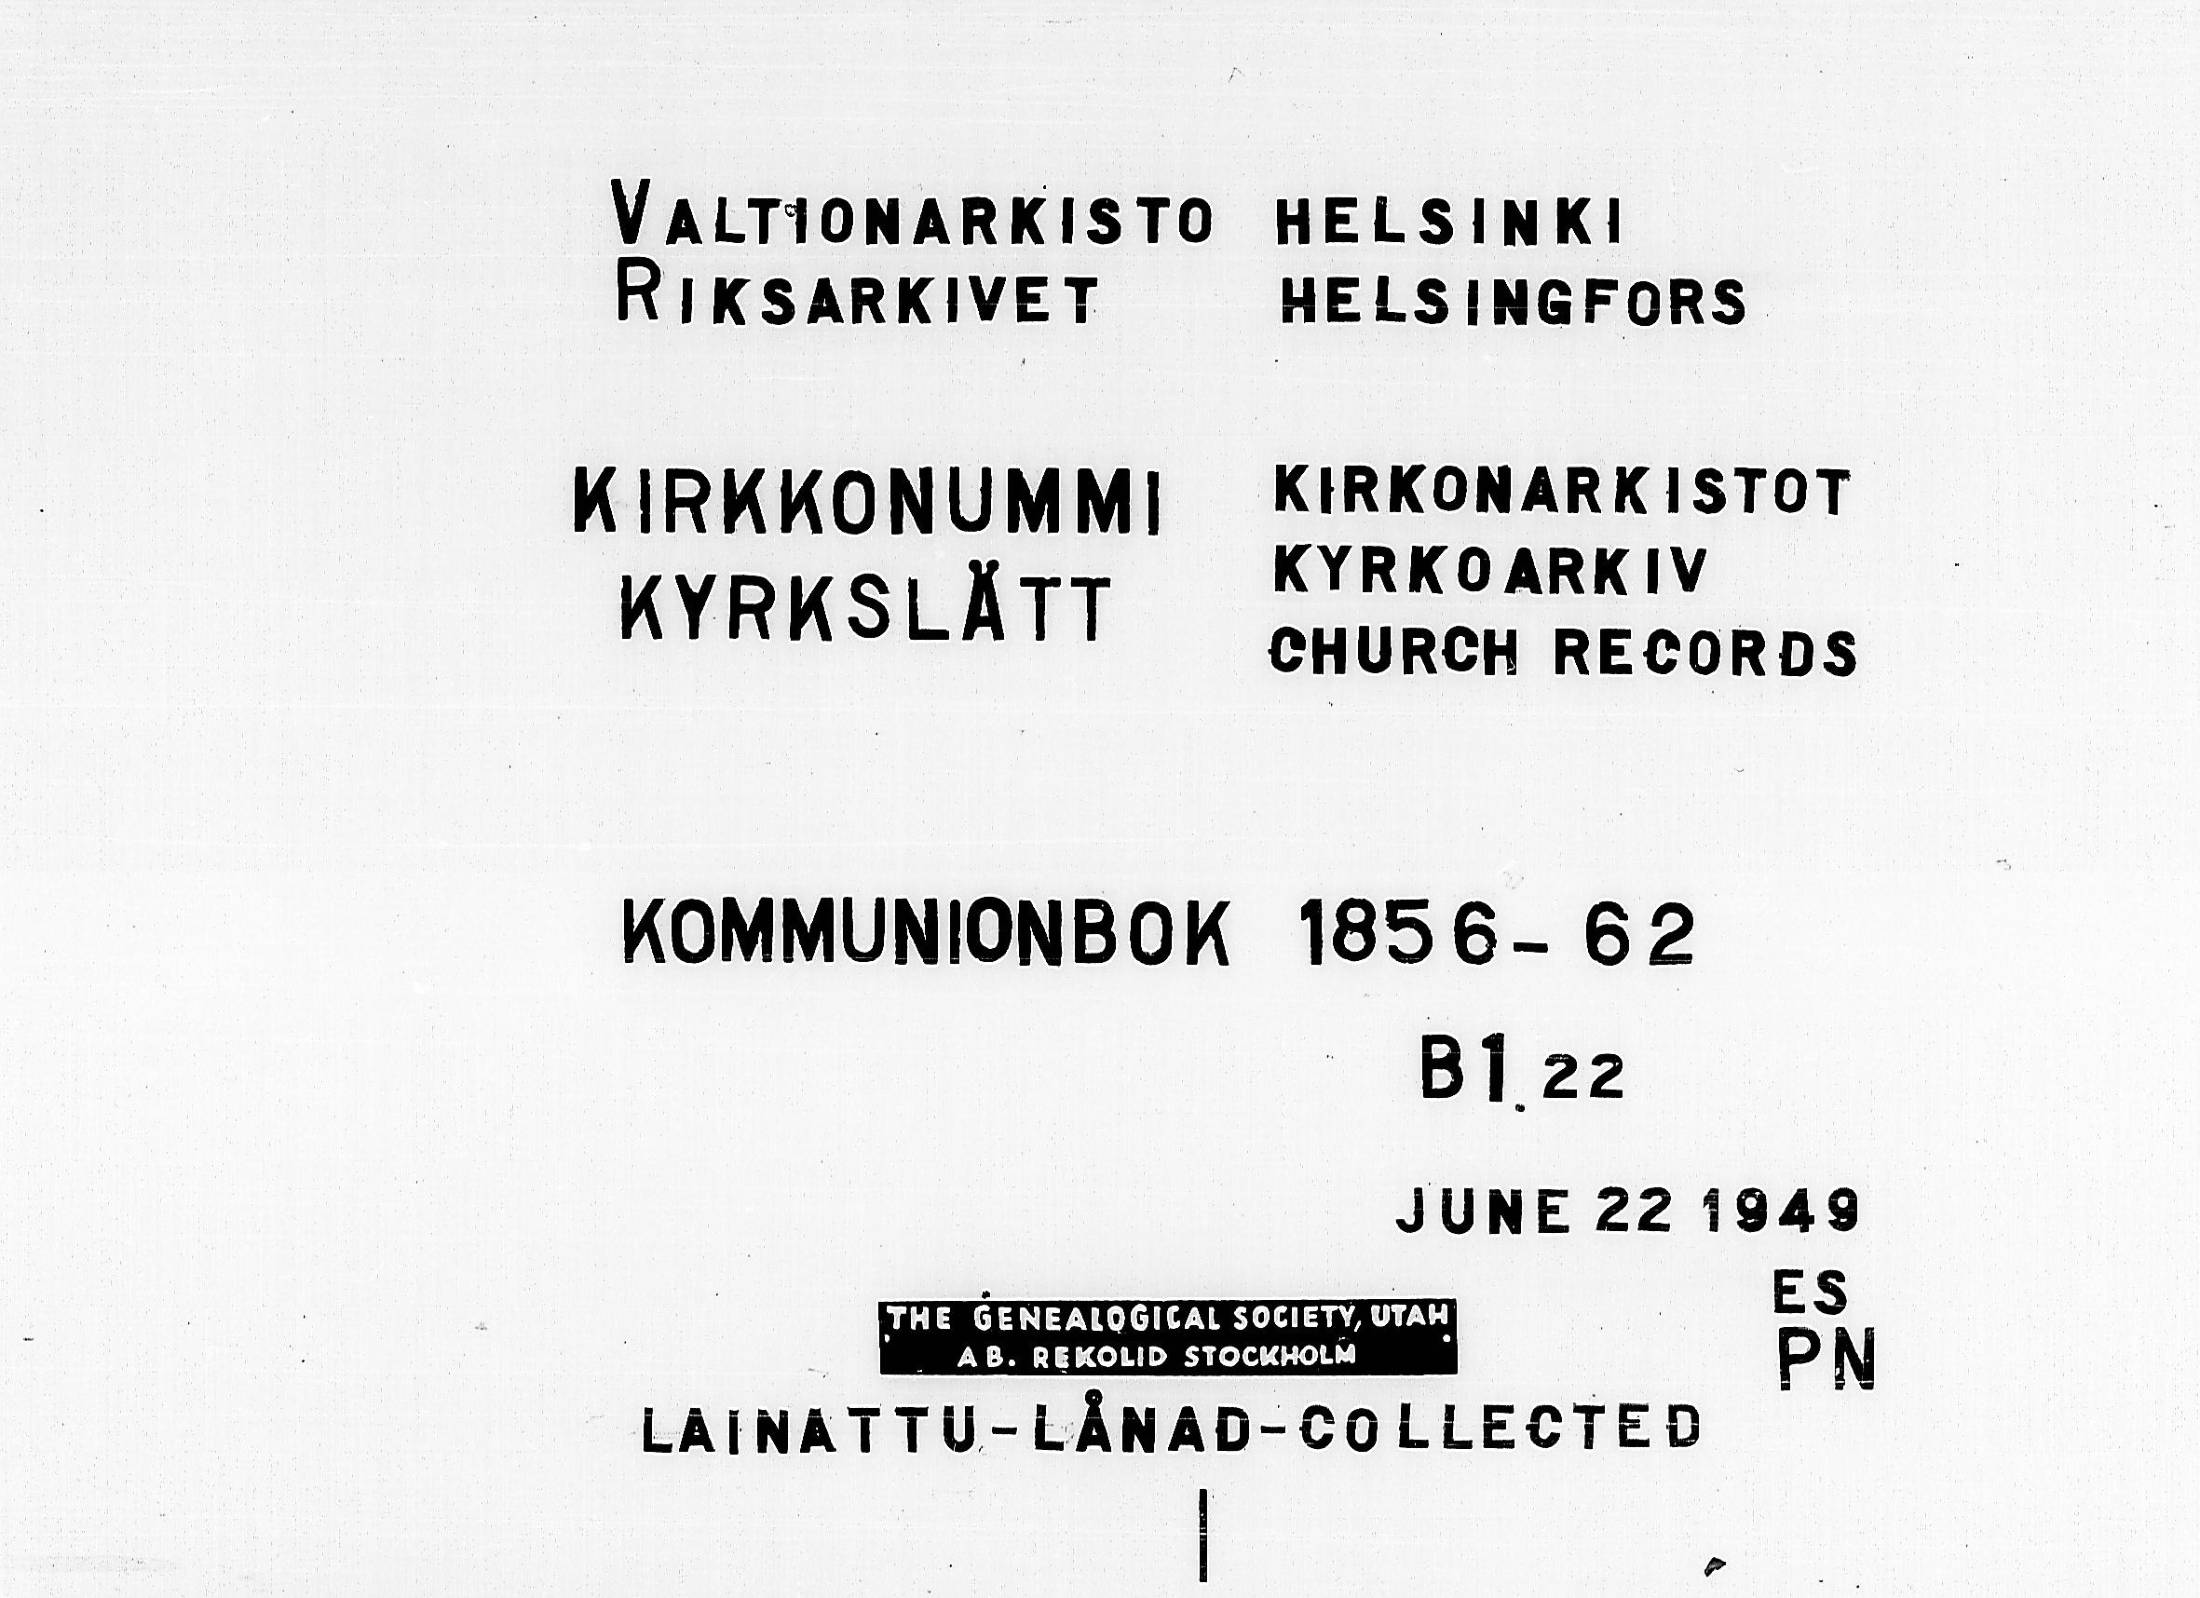 VALTIONARKISTO HELSINKI
RIKSARKIVET HELSINGFORS
KIRKKONUMMI
KYRKSLÄTT
KIRKONARKISTOT
KYRKOARKIV
CHURCH RECORDS
KOMMUNIONBOK 1856-62
B1.22
JUNE 22 1949
ES
PN
THE GENEALOGICAL SOCIETY, UTAH
AB. REKOLID STOCKHOLM
LAINATTU-LÅNAD-COLLECTED